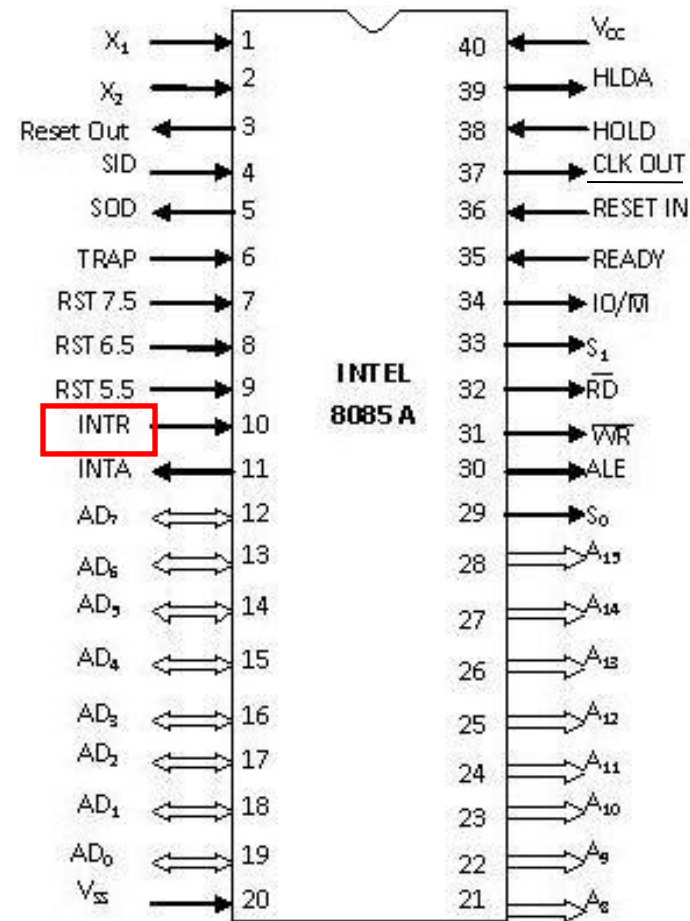 X₁ 1 40 Vcc
X₂ 2 39 HLDA
Reset Out 3 38 HOLD
SID 4 37 CLK OUT
SOD 5 36 RESET IN
TRAP 6 35 READY
RST 7.5 7 34 IO/M̅
RST 6.5 8 33 S₁
RST 5.5 9 32 R̅D̅
INTEL
8085 A
INTR 10 31 W̅R̅
INTA 11 30 ALE
AD₇ 12 29 S₀
AD₆ 13 28 A₁₅
AD₅ 14 27 A₁₄
AD₄ 15 26 A₁₃
AD₃ 16 25 A₁₂
AD₂ 17 24 A₁₁
AD₁ 18 23 A₁₀
AD₀ 19 22 A₉
Vss 20 21 A₈